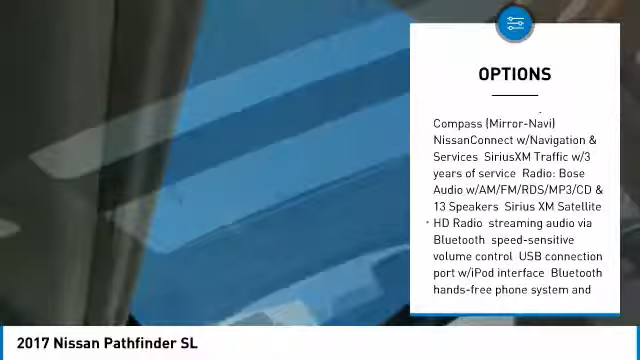 OPTIONS
Compass (Mirror-Navi)
NissanConnect w/Navigation &
Services SiriusXM Traffic w/3
years of service Radio: Bose
Audio w/AM/FM/RDS/MP3/CD &
13 Speakers Sirius XM Satellite
• HD Radio streaming audio via
Bluetooth speed-sensitive
volume control USB connection
port w/iPod interface Bluetooth
hands-free phone system and
2017 Nissan Pathfinder SL